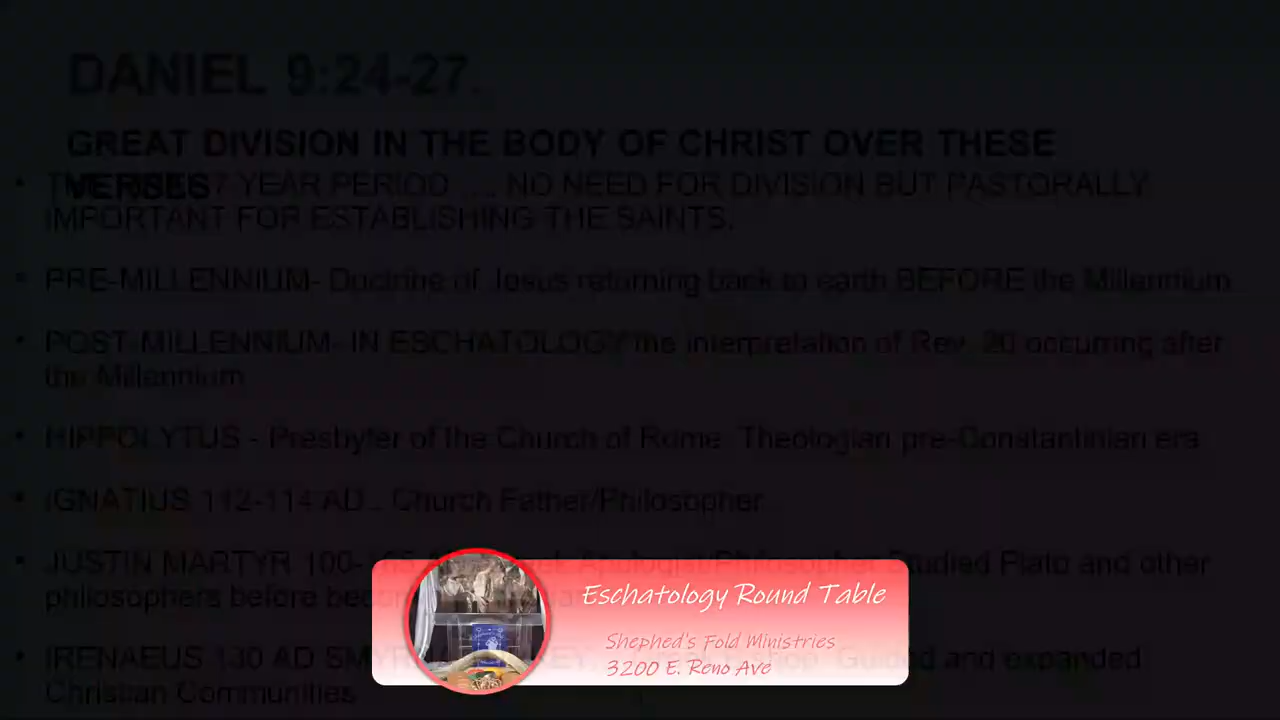 DANIEL 9:24-27.
GREAT DIVISION IN THE BODY OF CHRIST OVER THESE
VERSES
7-YEAR PERIOD .... NO NEED FOR DIVISION BUT PASTORALLY
IMPORTANT FOR ESTABLISHING THE SAINTS.
• PRE-MILLENNIUM- Doctrine of Jesus returning back to earth BEFORE the Millennium
• POST-MILLENNIUM- IN ESCHATOLOGY the interpretation of Rev. 20 occurring after
the Millennium
• HIPPOLYTUS - Presbyter of the Church of Rome. Theologian pre-Constantinian era
• IGNATIUS 112-114 AD.. Church Father/Philosopher
• JUSTIN MARTYR 100- Apologist/Philosopher Studied Plato and other
philosophers before
• IRENAEUS 130 AD Guided and expanded
Christian Communities
Eschatology Round Table
Shephed's Fold Ministries
3200 E. Reno Ave